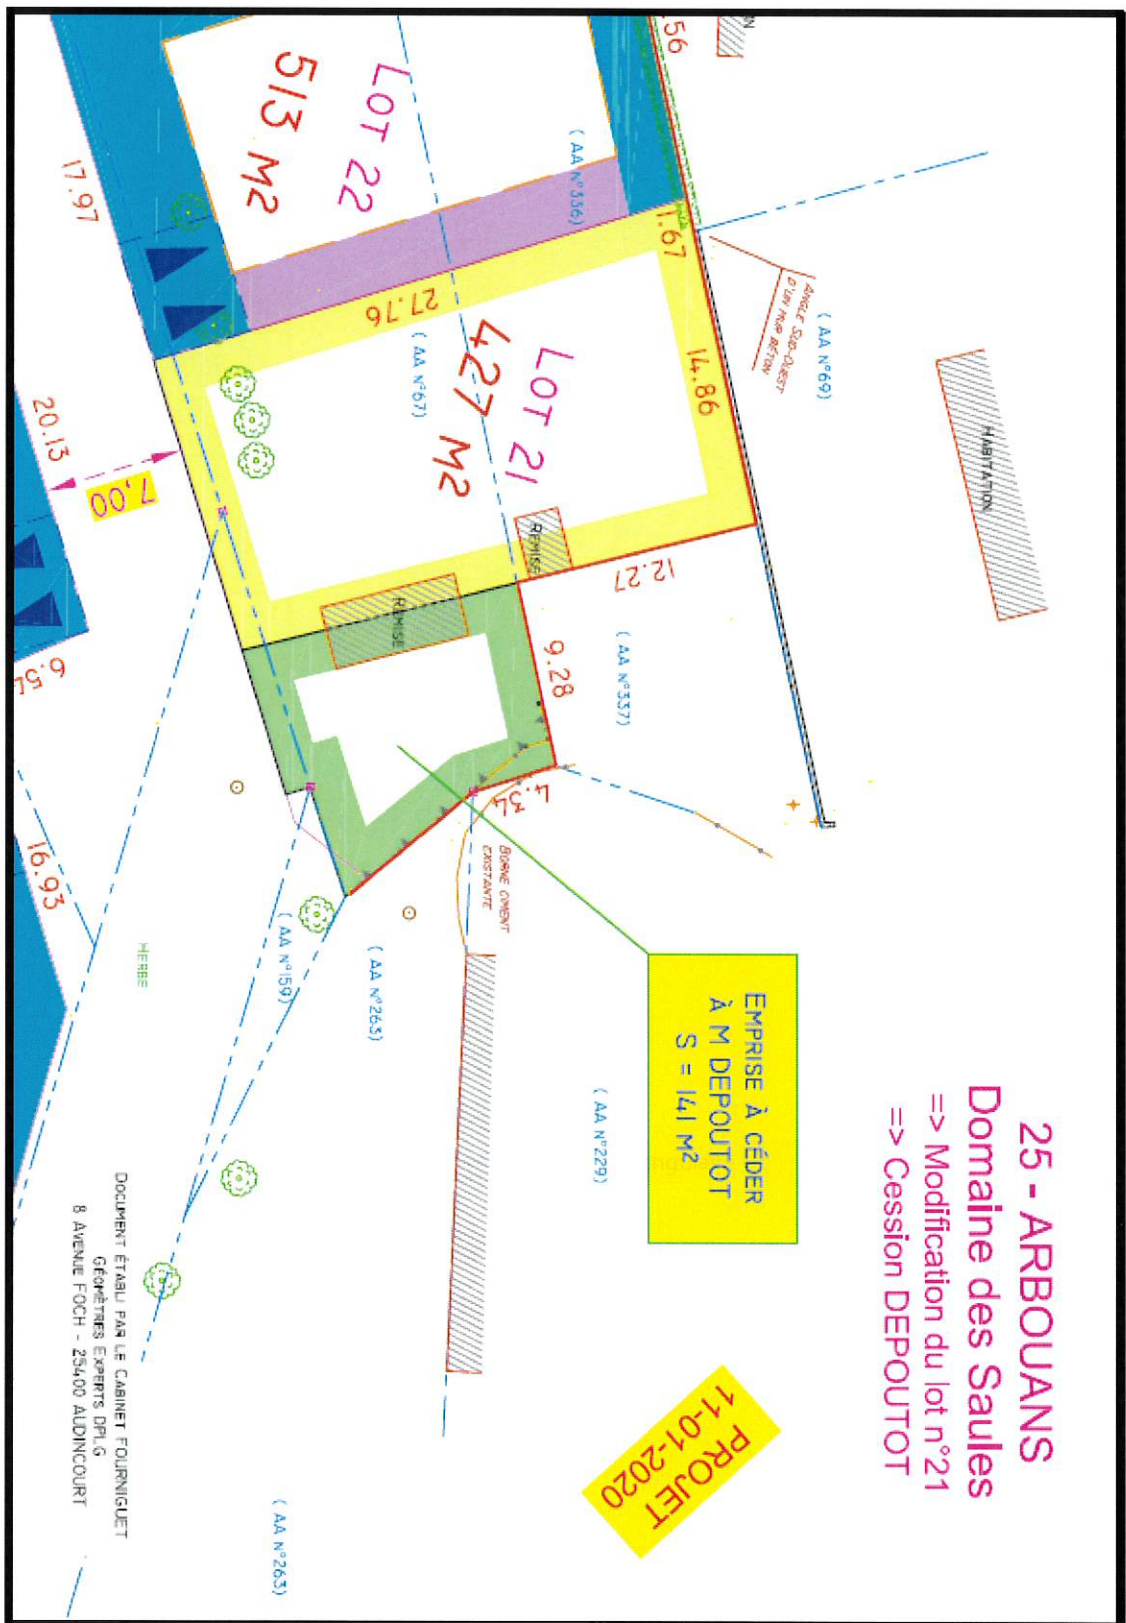 25 - ARBOUANS
Domaine des Saules
=> Modification du lot n°21
=> Cession DEPOUTOT
PROJET
11-01-2020
EMPRISE À CÉDER
À M DEPOUTOT
S = 141 M²
HABITATION
( AA N°69)
ANGLE SUD-OUEST
D'UN MUR BÉTON
.56
1.67
14.86
12.27
( AA N°337)
9.28
4.34
BORNE CIMENT
EXISTANTE
( AA N°229)
( AA N°336)
LOT 22
513 M2
27.76
LOT 21
427 M2
( AA N°67)
REMISE
REMISE
17.97
20.13
7,00
6.54
16.93
HERBE
( AA N°159)
( AA N°263)
( AA N°263)
DOCUMENT ÉTABLI PAR LE CABINET FOURNIGUET
GÉOMÈTRES EXPERTS DPLG
8 AVENUE FOCH - 25400 AUDINCOURT